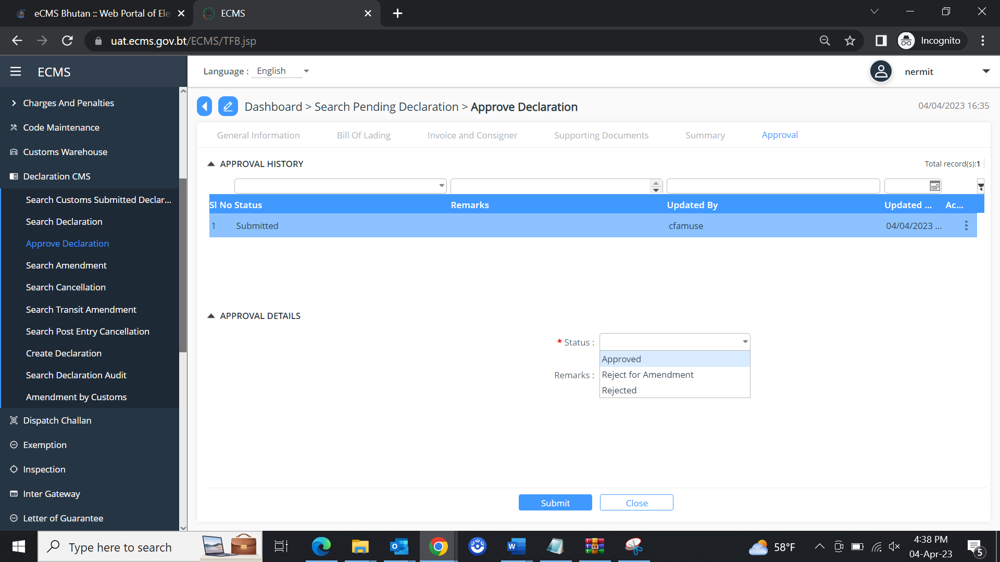 eCMS Bhutan :: Web Portal of Ele
ECMS
uat.ecms.gov.bt/ECMS/TFB.jsp
Incognito
ECMS
Language : English
nermit
Charges And Penalties
Code Maintenance
Customs Warehouse
Declaration CMS
Search Customs Submitted Declar...
Search Declaration
Approve Declaration
Search Amendment
Search Cancellation
Search Transit Amendment
Search Post Entry Cancellation
Create Declaration
Search Declaration Audit
Amendment by Customs
Dispatch Challan
Exemption
Inspection
Inter Gateway
Letter of Guarantee
Dashboard > Search Pending Declaration > Approve Declaration
04/04/2023 16:35
General Information Bill Of Lading Invoice and Consigner Supporting Documents Summary Approval
APPROVAL HISTORY
Total record(s):1
Sl No Status Remarks Updated By Updated ... Ac...
1 Submitted cfamuse 04/04/2023 ...
APPROVAL DETAILS
* Status :
Approved
Remarks : Reject for Amendment
Rejected
Submit Close
Type here to search
58°F
4:38 PM
04-Apr-23
5